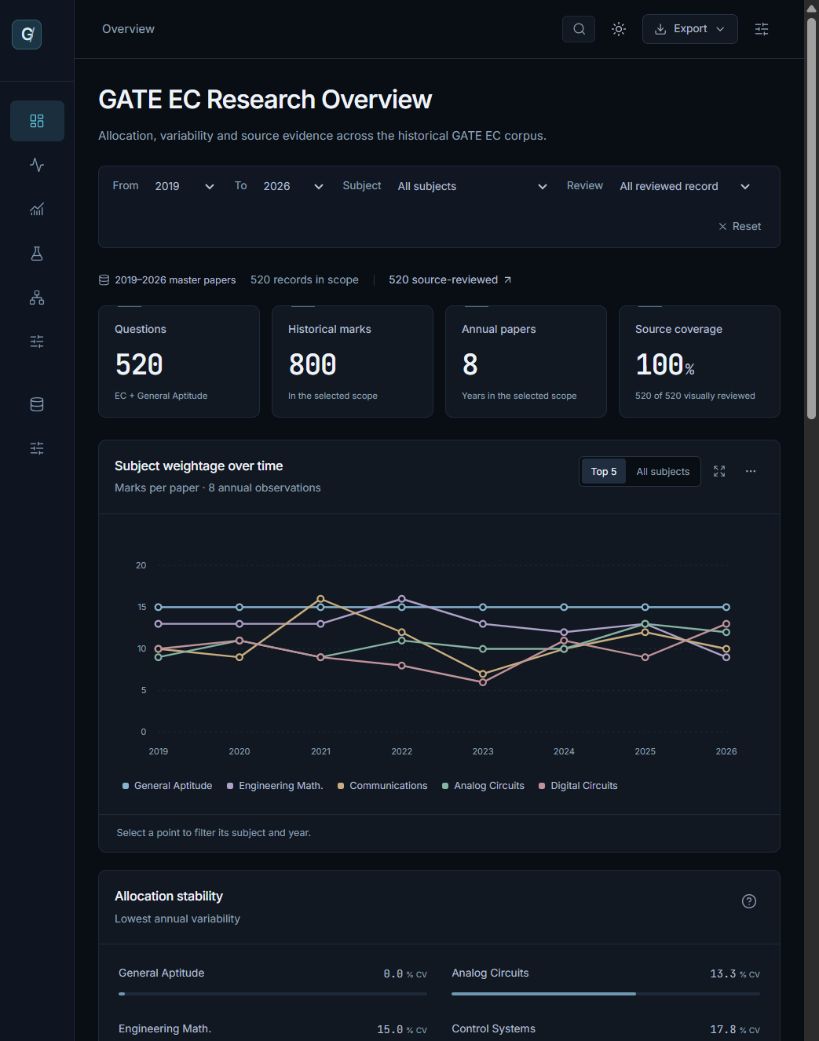 G
Overview
Export
GATE EC Research Overview
Allocation, variability and source evidence across the historical GATE EC corpus.
From 2019 To 2026 Subject All subjects Review All reviewed record
Reset
2019–2026 master papers 520 records in scope 520 source-reviewed
Questions
520
EC + General Aptitude
Historical marks
800
In the selected scope
Annual papers
8
Years in the selected scope
Source coverage
100%
520 of 520 visually reviewed
Subject weightage over time
Marks per paper · 8 annual observations
Top 5 All subjects
20
15
10
5
0
2019 2020 2021 2022 2023 2024 2025 2026
General Aptitude Engineering Math. Communications Analog Circuits Digital Circuits
Select a point to filter its subject and year.
Allocation stability
Lowest annual variability
General Aptitude 0.0 % CV
Analog Circuits 13.3 % CV
Engineering Math. 15.0 % CV
Control Systems 17.8 % CV